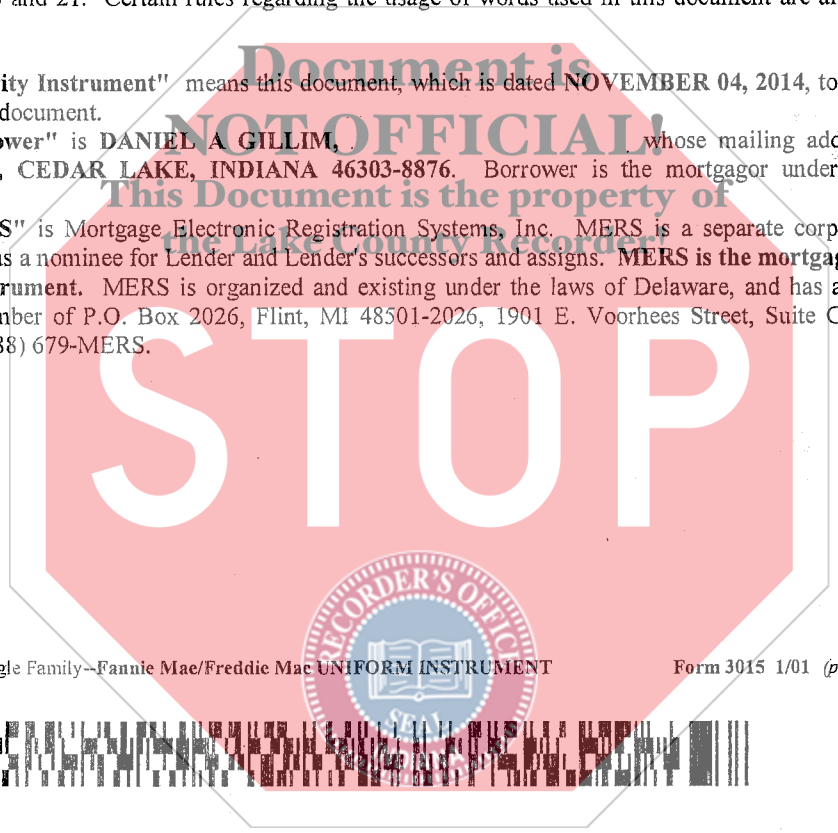 and 21. Certain rules regarding the usage of words used in this document are
Document is
ity Instrument" means this document, which is dated NOVEMBER 04, 2014, to
document.
NOT OFFICIAL!
ower" is DANIEL A GILLIM, whose mailing add
, CEDAR LAKE, INDIANA 46303-8876. Borrower is the mortgagor under
This Document is the property of
S" is Mortgage Electronic Registration Systems, Inc. MERS is a separate corp
the Lake County Recorder!
as a nominee for Lender and Lender's successors and assigns. MERS is the mortgag
rument. MERS is organized and existing under the laws of Delaware, and has a
mber of P.O. Box 2026, Flint, MI 48501-2026, 1901 E. Voorhees Street, Suite C
88) 679-MERS.
STOP
RECORDER'S OFFICE
gle Family--Fannie Mae/Freddie Mac UNIFORM INSTRUMENT Form 3015 1/01 (p
SEAL
INDIANA